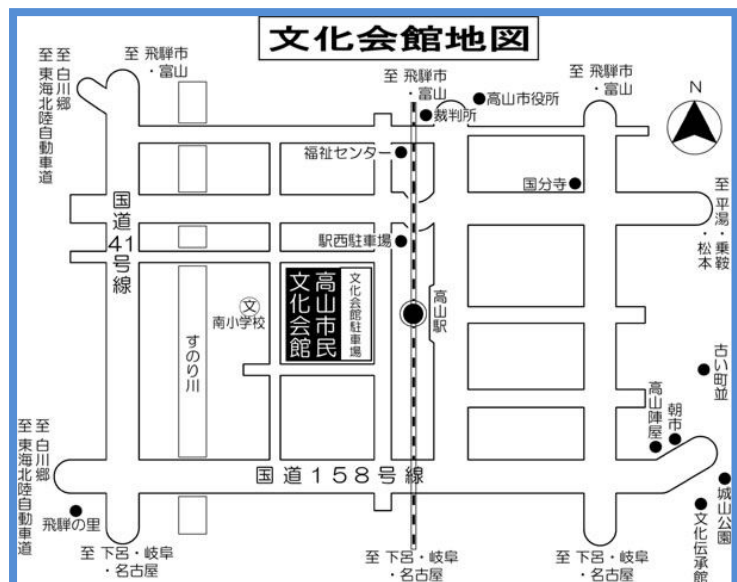 文化会館地図
至 白川郷
至 東海北陸自動車道
至 飛騨市
・富山
至 飛騨市
・富山
至 飛騨市
・富山
N
高山市役所
裁判所
福祉センター
国分寺
至 平湯・乗鞍
・松本
国道41号線
駅西駐車場
文化会館駐車場
高山市民
文化会館
高山駅
文
南小学校
すのり川
古い町並
朝市
高山陣屋
国道158号線
至 白川郷
至 東海北陸自動車道
飛騨の里
城山公園
文化伝承館
至 下呂・岐阜
・名古屋
至 下呂・岐阜
・名古屋
至 下呂・岐阜
・名古屋